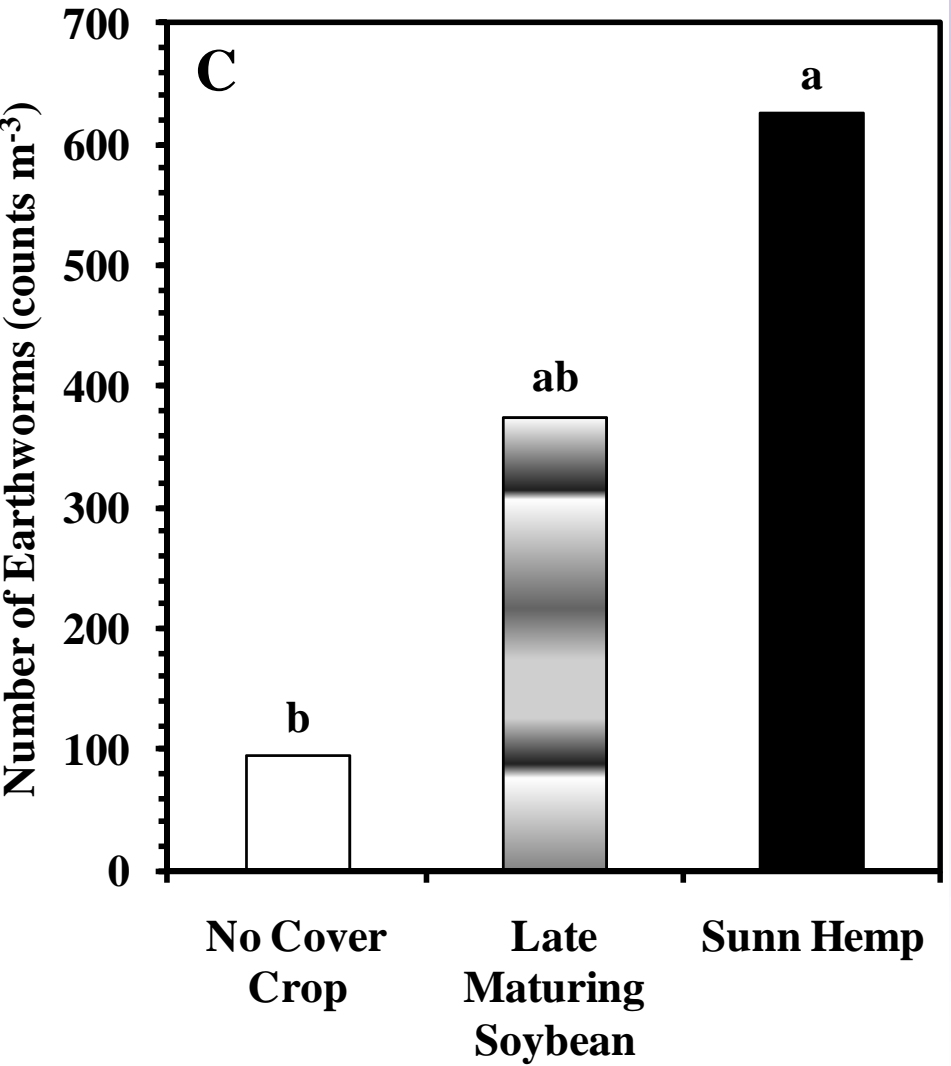 Number of Earthworms (counts m-3)
700
600
500
400
300
200
100
0
C
b
ab
a
No Cover
Crop
Late
Maturing
Soybean
Sunn Hemp